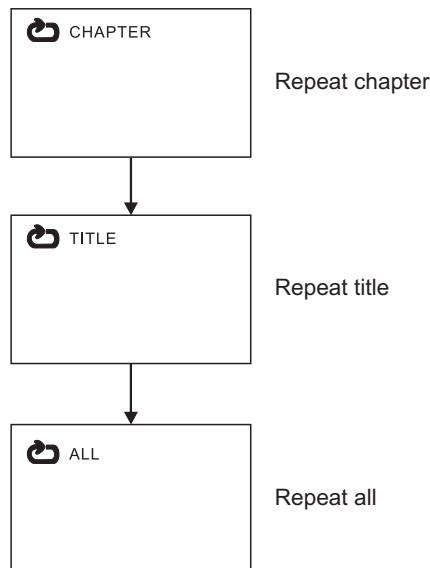 CHAPTER
Repeat chapter
TITLE
Repeat title
ALL
Repeat all